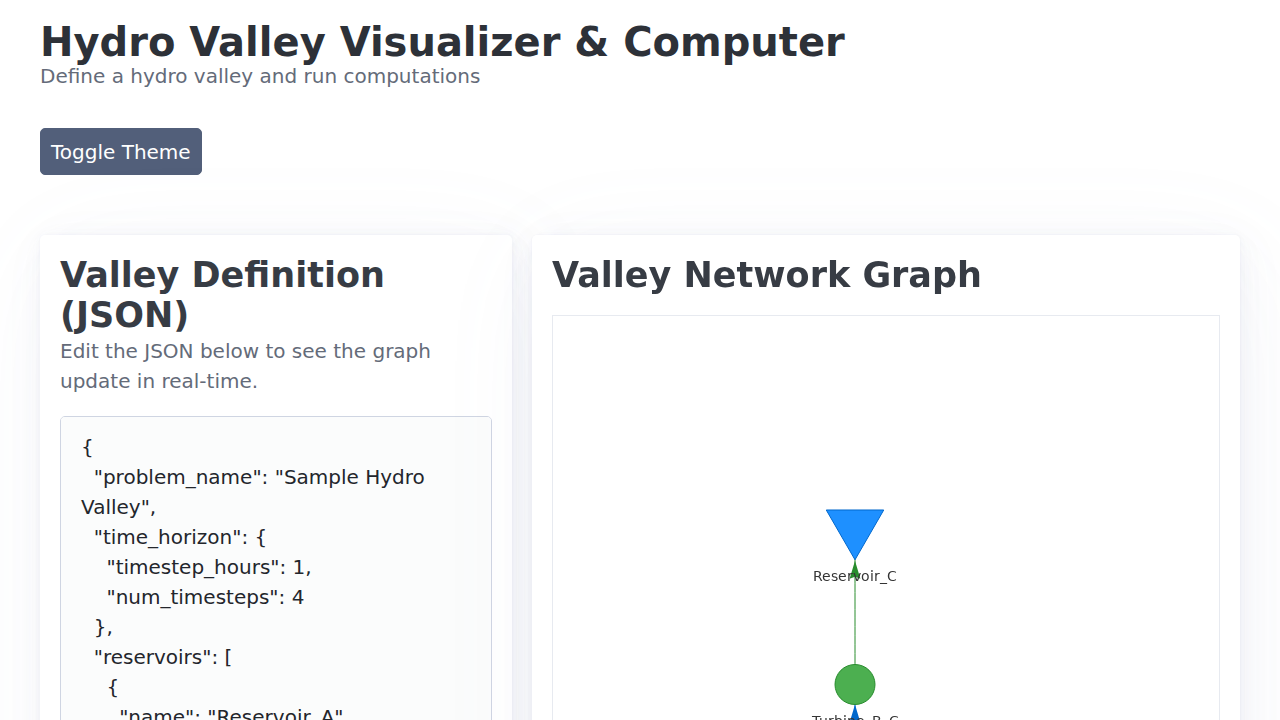 Hydro Valley Visualizer & Computer
Define a hydro valley and run computations
Toggle Theme
Valley Definition
(JSON)
Edit the JSON below to see the graph
update in real-time.
{
"problem_name": "Sample Hydro
Valley",
"time_horizon": {
"timestep_hours": 1,
"num_timesteps": 4
},
"reservoirs": [
{
"name": "Reservoir_A"
Valley Network Graph
Reservoir_C
Turbine_B_C